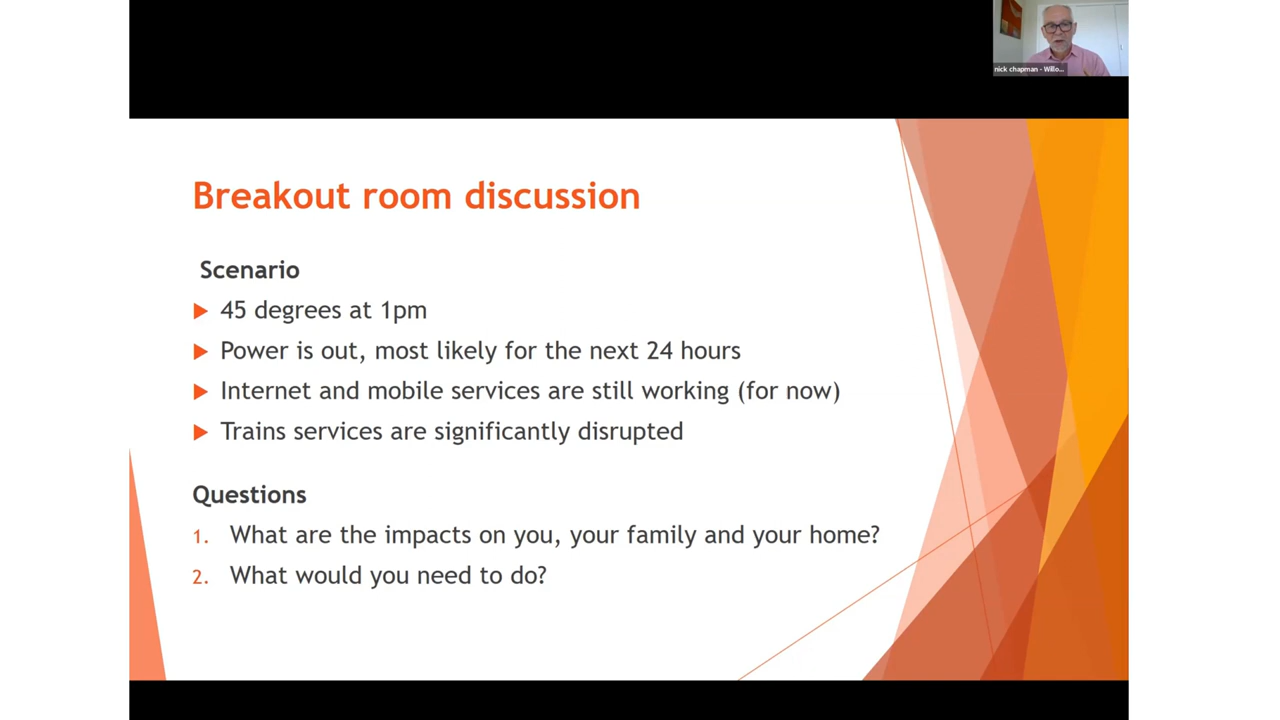 nick chapman - Willo...
Breakout room discussion
Scenario
45 degrees at 1pm
Power is out, most likely for the next 24 hours
Internet and mobile services are still working (for now)
Trains services are significantly disrupted
Questions
1. What are the impacts on you, your family and your home?
2. What would you need to do?